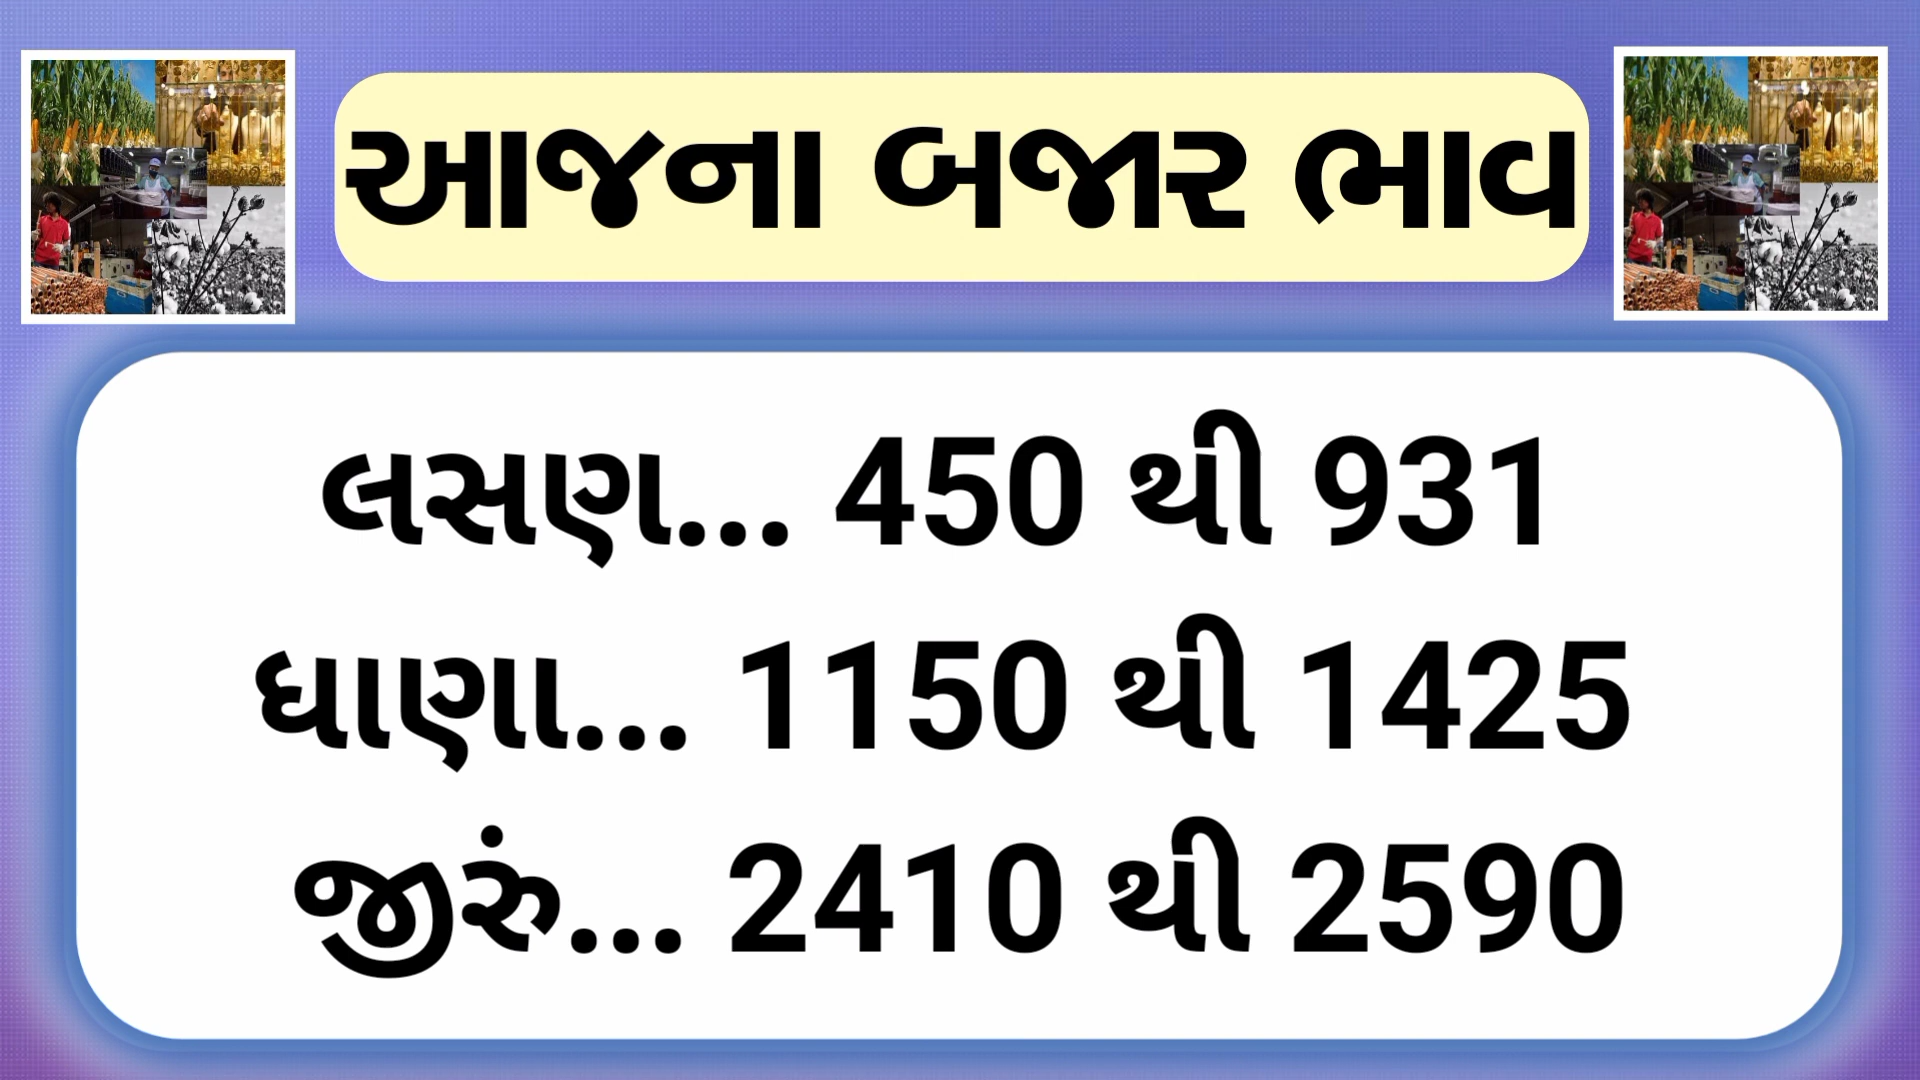 આજના બજાર ભાવ
લસણ... 450 થી 931
ધાણા... 1150 થી 1425
જીરું... 2410 થી 2590